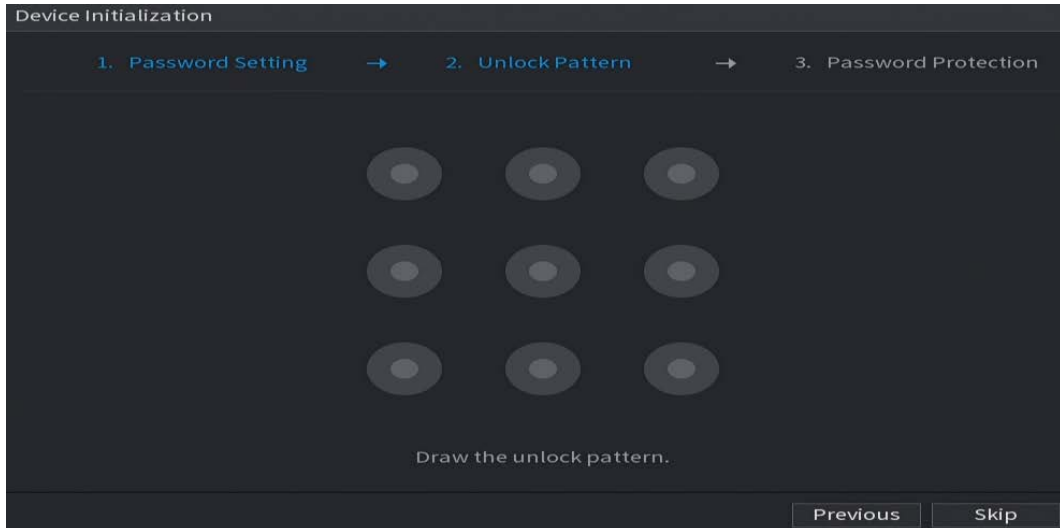 Device Initialization
1. Password Setting → 2. Unlock Pattern → 3. Password Protection
Draw the unlock pattern.
Previous Skip